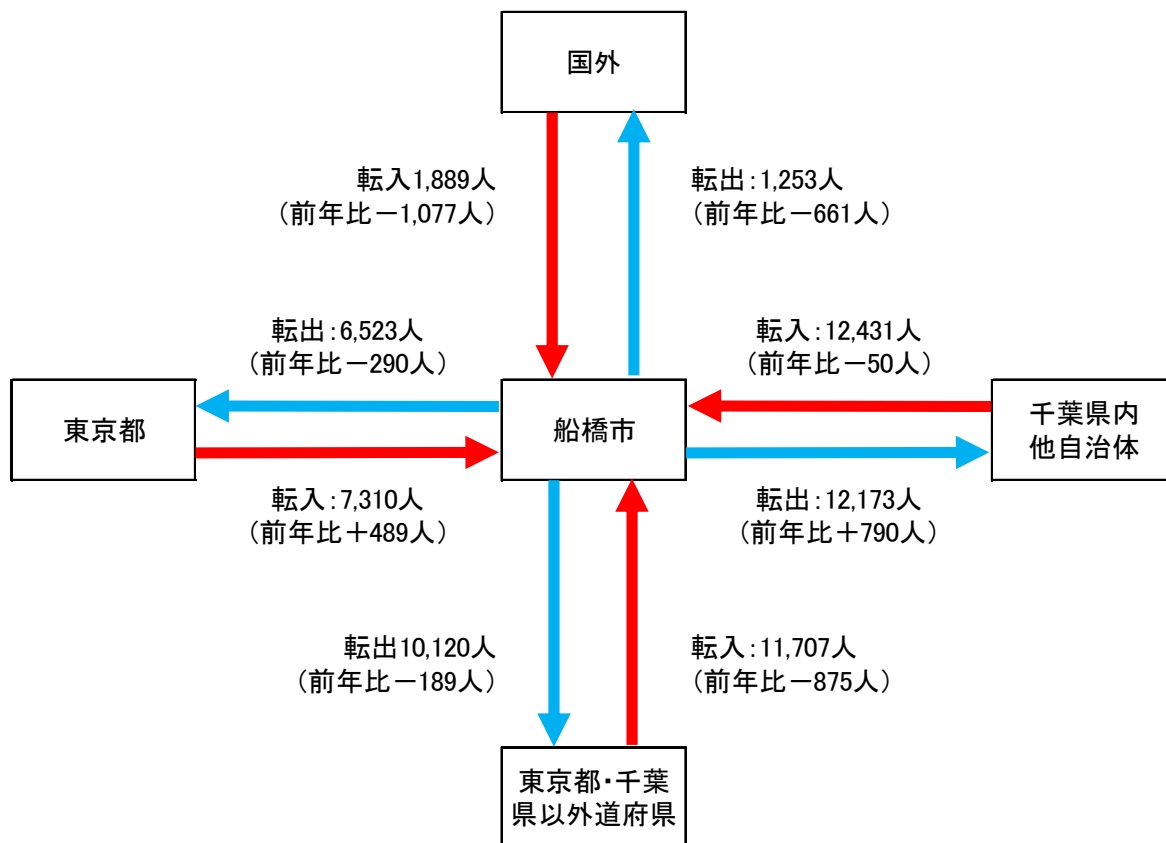 国外
転入1,889人
（前年比－1,077人）
転出：1,253人
（前年比－661人）
転出：6,523人
（前年比－290人）
転入：12,431人
（前年比－50人）
東京都
船橋市
千葉県内
他自治体
転入：7,310人
（前年比＋489人）
転出：12,173人
（前年比＋790人）
転出10,120人
（前年比－189人）
転入：11,707人
（前年比－875人）
東京都・千葉
県以外道府県